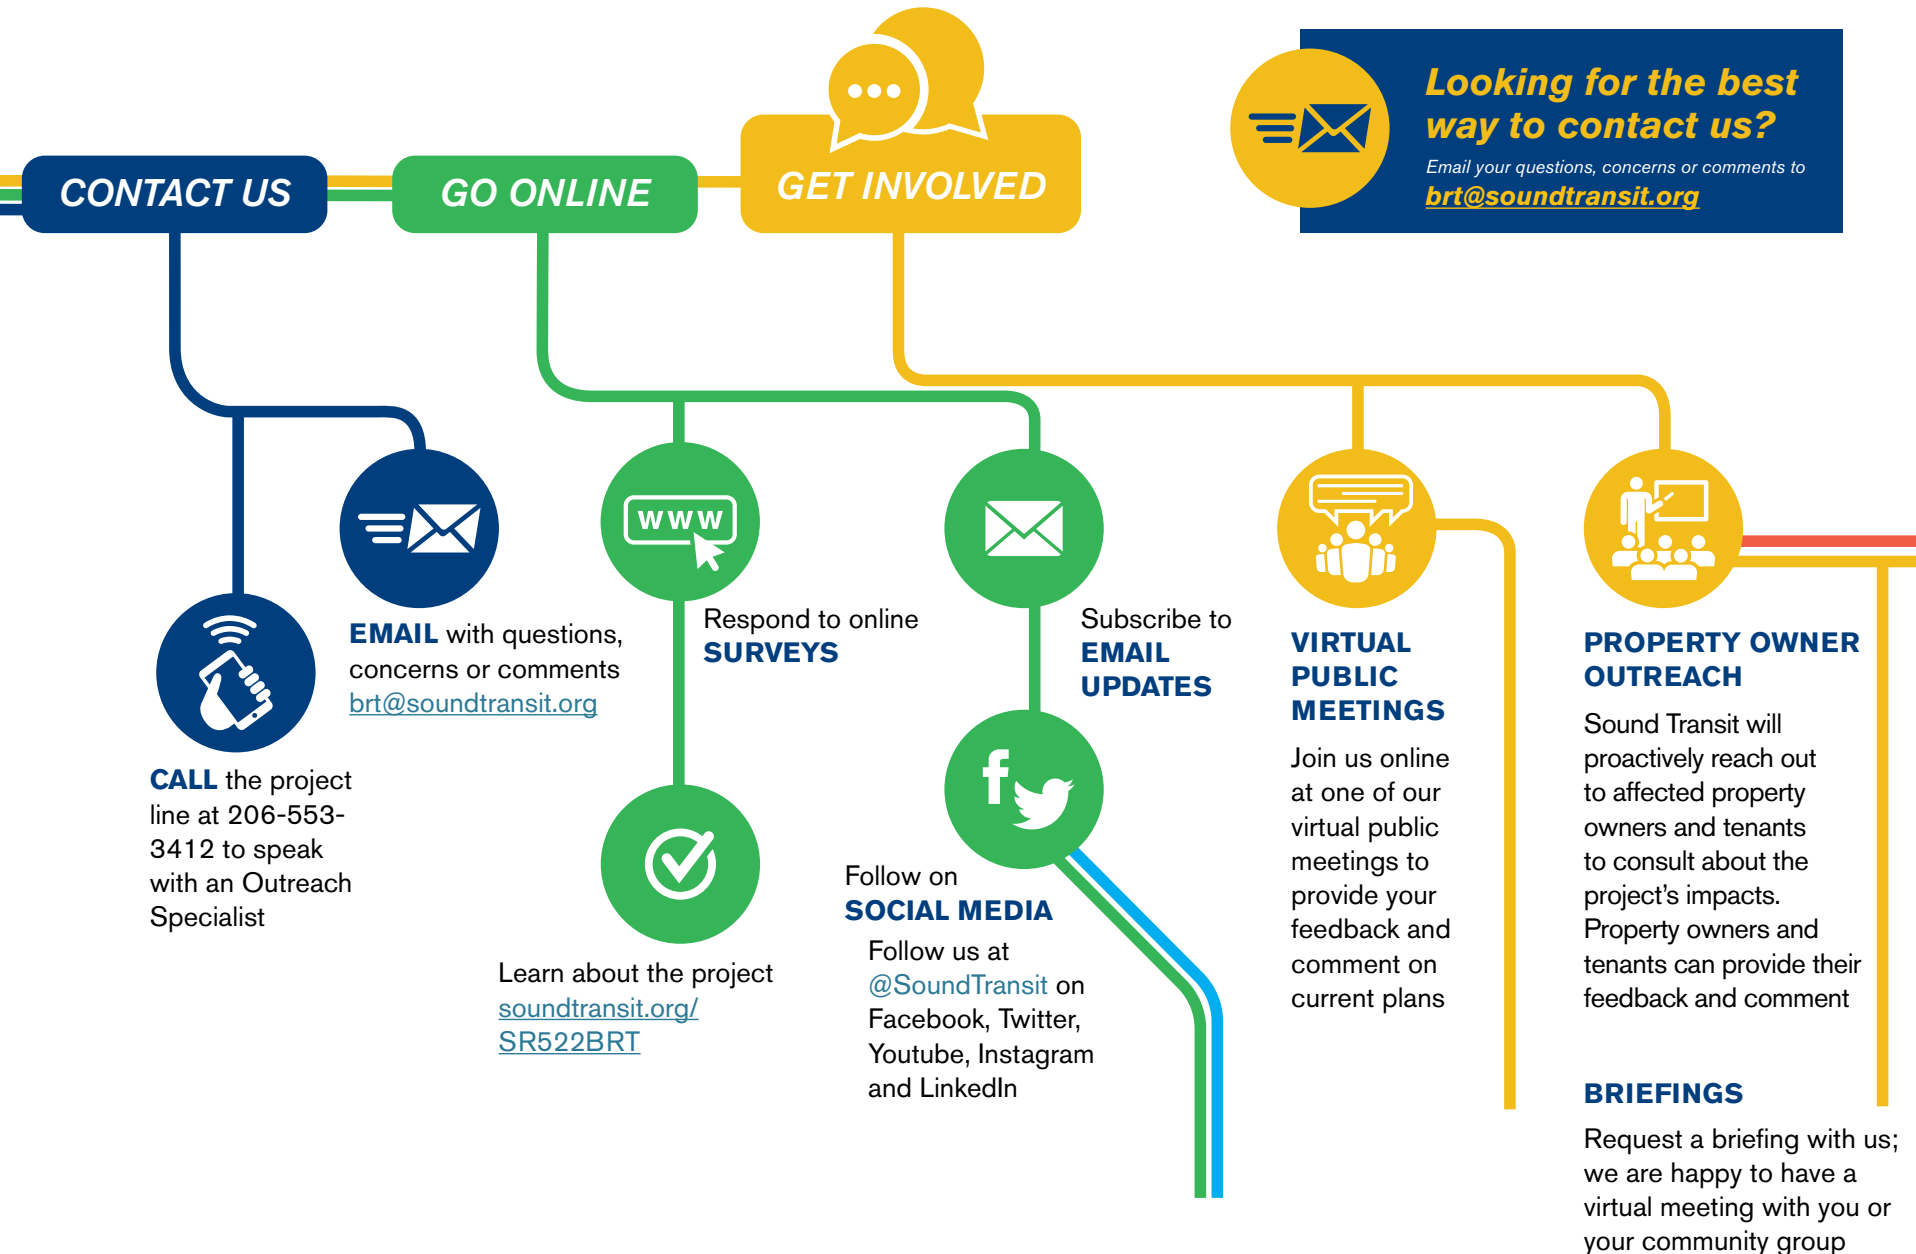 CONTACT US
GO ONLINE
GET INVOLVED
Looking for the best
way to contact us?
Email your questions, concerns or comments to
brt@soundtransit.org
EMAIL with questions,
concerns or comments
brt@soundtransit.org
CALL the project
line at 206-553-
3412 to speak
with an Outreach
Specialist
www
Respond to online
SURVEYS
Learn about the project
soundtransit.org/
SR522BRT
Subscribe to
EMAIL
UPDATES
f
Follow on
SOCIAL MEDIA
Follow us at
@SoundTransit on
Facebook, Twitter,
Youtube, Instagram
and LinkedIn
VIRTUAL
PUBLIC
MEETINGS
Join us online
at one of our
virtual public
meetings to
provide your
feedback and
comment on
current plans
PROPERTY OWNER
OUTREACH
Sound Transit will
proactively reach out
to affected property
owners and tenants
to consult about the
project's impacts.
Property owners and
tenants can provide their
feedback and comment
BRIEFINGS
Request a briefing with us;
we are happy to have a
virtual meeting with you or
your community group